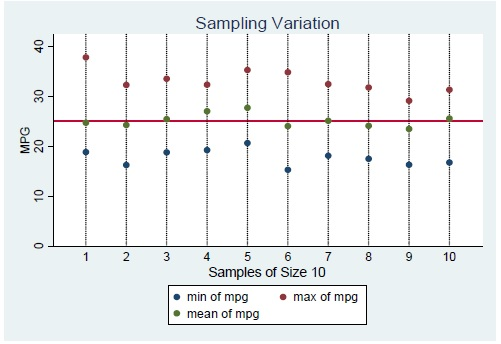 Sampling Variation
40
30
20
10
0
MPG
1 2 3 4 5 6 7 8 9 10
Samples of Size 10
min of mpg max of mpg
mean of mpg